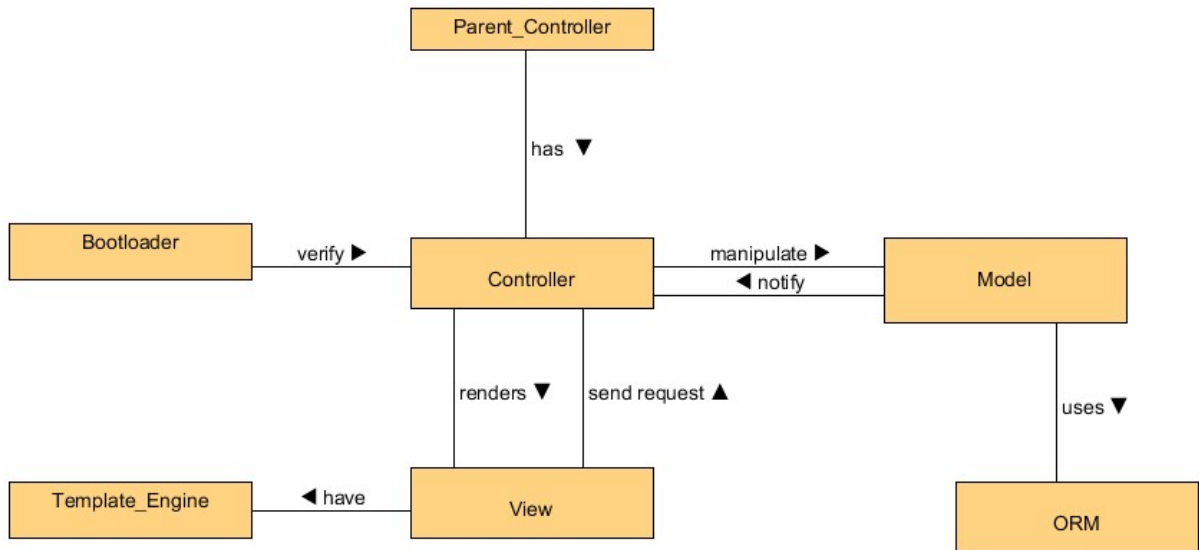 Parent_Controller
has ▼
Bootloader
verify ►
Controller
manipulate ►
◄ notify
Model
renders ▼
send request ▲
uses ▼
Template_Engine
◄ have
View
ORM